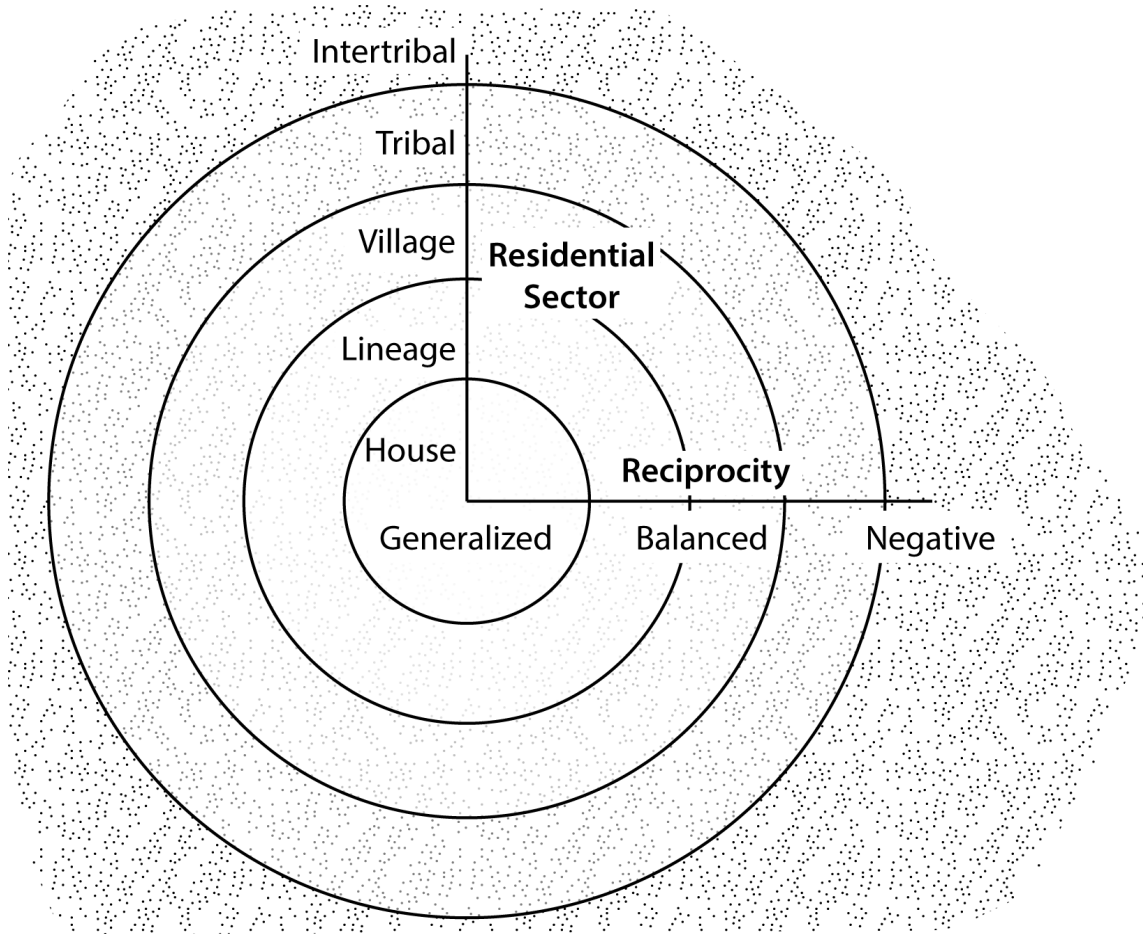 Intertribal
Tribal
Village
Residential
Sector
Lineage
House
Reciprocity
Generalized
Balanced
Negative